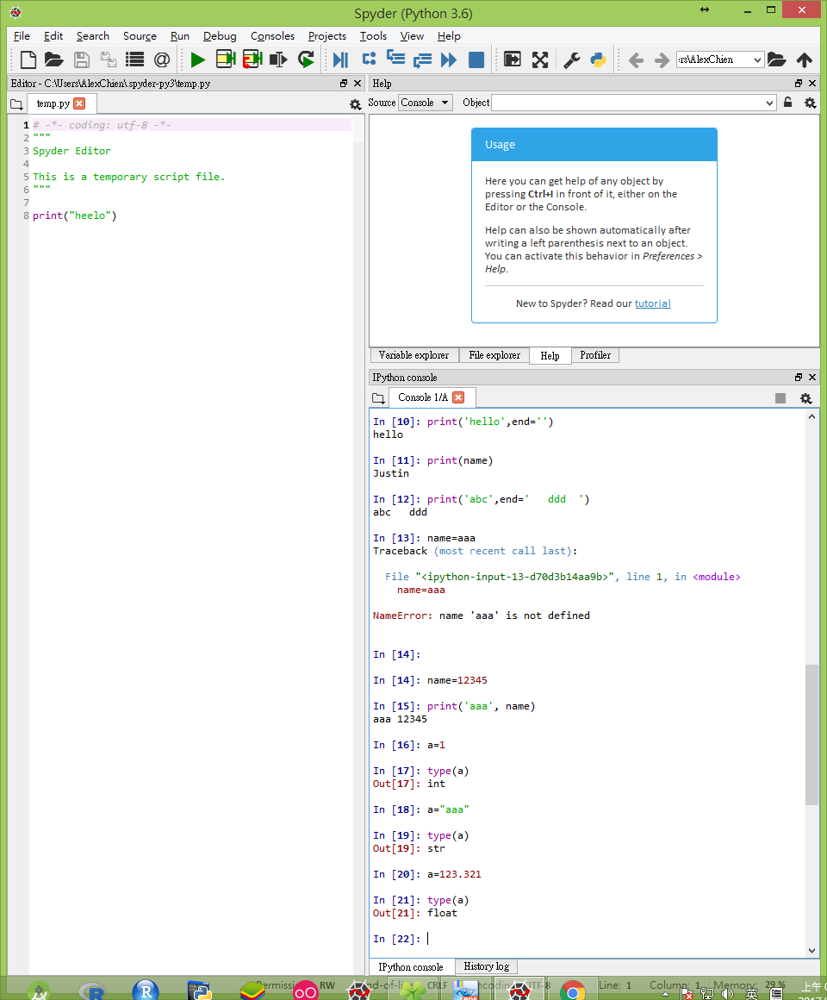 Spyder (Python 3.6)
File Edit Search Source Run Debug Consoles Projects Tools View Help
rs\AlexChien
Editor - C:\Users\AlexChien\.spyder-py3\temp.py
temp.py
1 # -*- coding: utf-8 -*-
2 """
3 Spyder Editor
4
5 This is a temporary script file.
6 """
7
8 print("heelo")
Help
Source Console Object
Usage
Here you can get help of any object by
pressing Ctrl+I in front of it, either on the
Editor or the Console.
Help can also be shown automatically after
writing a left parenthesis next to an object.
You can activate this behavior in Preferences >
Help.
New to Spyder? Read our tutorial
Variable explorer File explorer Help Profiler
IPython console
Console 1/A
In [10]: print('hello',end='')
hello
In [11]: print(name)
Justin
In [12]: print('abc',end='   ddd  ')
abc   ddd
In [13]: name=aaa
Traceback (most recent call last):
File "<ipython-input-13-d70d3b14aa9b>", line 1, in <module>
name=aaa
NameError: name 'aaa' is not defined
In [14]:
In [14]: name=12345
In [15]: print('aaa', name)
aaa 12345
In [16]: a=1
In [17]: type(a)
Out[17]: int
In [18]: a="aaa"
In [19]: type(a)
Out[19]: str
In [20]: a=123.321
In [21]: type(a)
Out[21]: float
In [22]:
IPython console History log
RW CRLF UTF-8 Line: 1 Column: 1 Memory: 29 %
英 上午